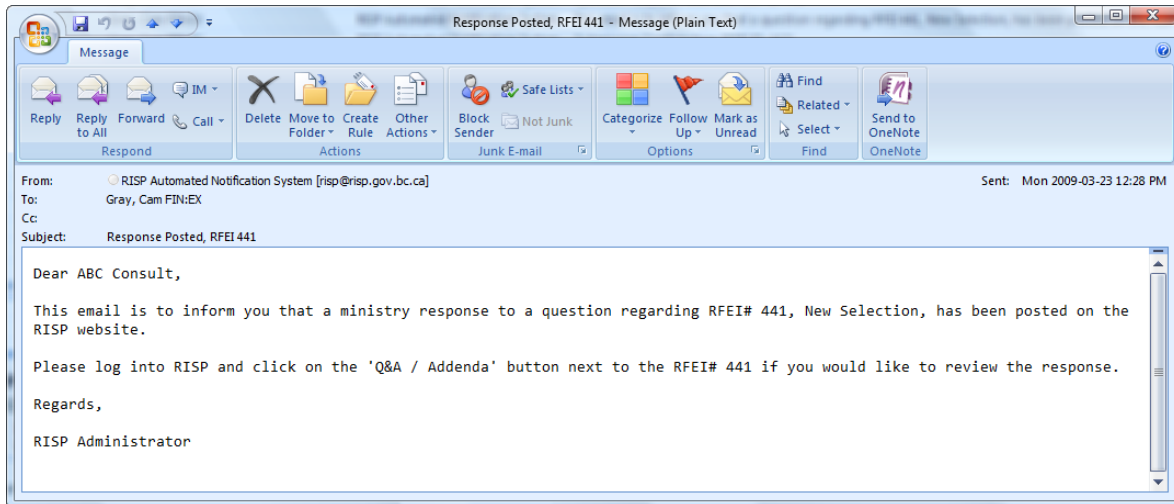 Response Posted, RFEI 441 - Message (Plain Text)
Message
Reply
Reply to All
Forward
IM
Call
Respond
Delete
Move to Folder
Create Rule
Other Actions
Actions
Block Sender
Safe Lists
Not Junk
Junk E-mail
Categorize
Follow Up
Mark as Unread
Options
Find
Related
Select
Find
Send to OneNote
OneNote
From: RISP Automated Notification System [risp@risp.gov.bc.ca] Sent: Mon 2009-03-23 12:28 PM
To: Gray, Cam FIN:EX
Cc:
Subject: Response Posted, RFEI 441
Dear ABC Consult,
This email is to inform you that a ministry response to a question regarding RFEI# 441, New Selection, has been posted on the
RISP website.
Please log into RISP and click on the 'Q&A / Addenda' button next to the RFEI# 441 if you would like to review the response.
Regards,
RISP Administrator